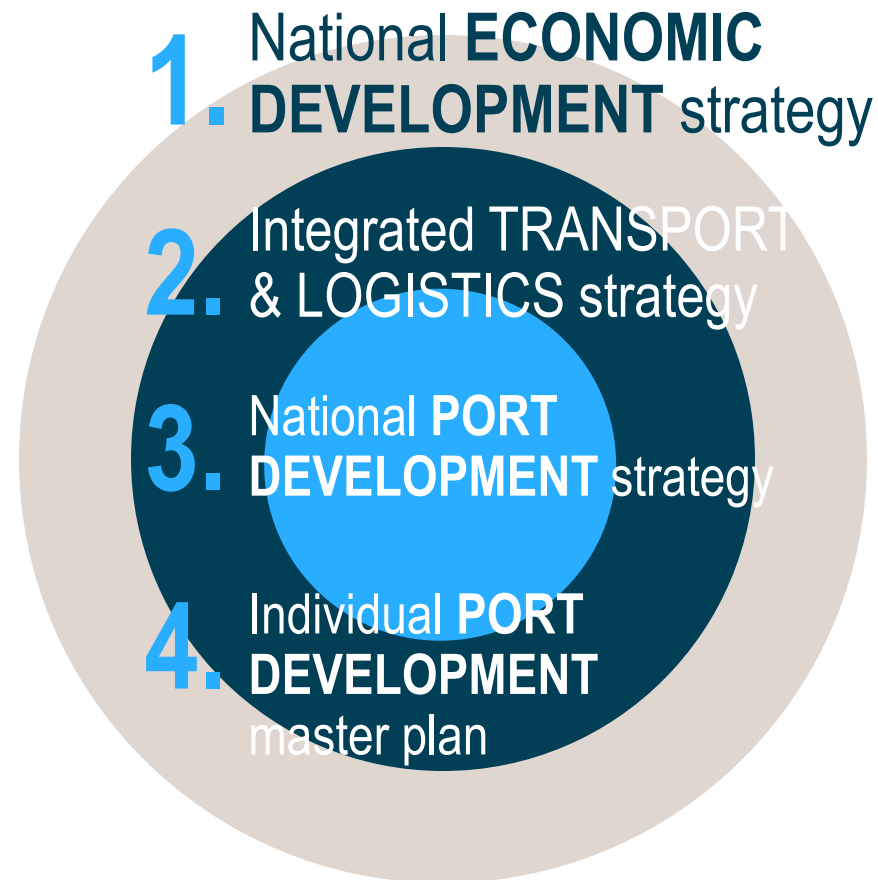 1. National ECONOMIC
DEVELOPMENT strategy
2. Integrated TRANSPORT
& LOGISTICS strategy
3. National PORT
DEVELOPMENT strategy
4. Individual PORT
DEVELOPMENT
master plan